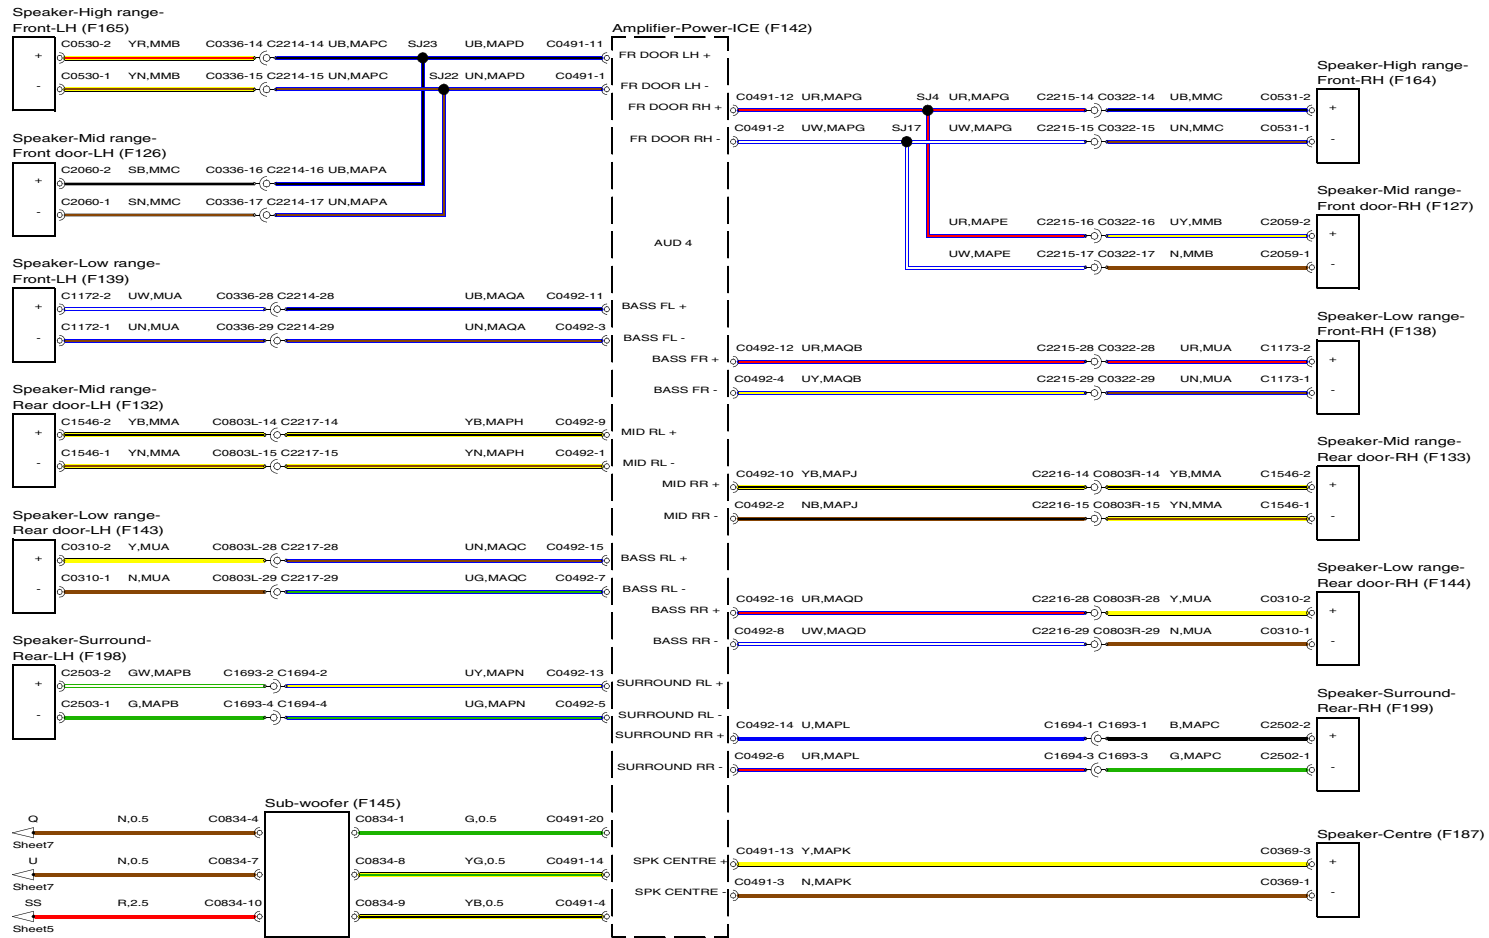 Speaker-High range-
Front-LH (F165)
+ C0530-2 YR,MMB C0336-14 C2214-14 UB,MAPC SJ23 UB,MAPD C0491-11
- C0530-1 YN,MMB C0336-15 C2214-15 UN,MAPC SJ22 UN,MAPD C0491-1
Speaker-Mid range-
Front door-LH (F126)
+ C2060-2 SB,MMC C0336-16 C2214-16 UB,MAPA
- C2060-1 SN,MMC C0336-17 C2214-17 UN,MAPA
Speaker-Low range-
Front-LH (F139)
+ C1172-2 UW,MUA C0336-28 C2214-28 UB,MAQA C0492-11
- C1172-1 UN,MUA C0336-29 C2214-29 UN,MAQA C0492-3
Speaker-Mid range-
Rear door-LH (F132)
+ C1546-2 YB,MMA C0803L-14 C2217-14 YB,MAPH C0492-9
- C1546-1 YN,MMA C0803L-15 C2217-15 YN,MAPH C0492-1
Speaker-Low range-
Rear door-LH (F143)
+ C0310-2 Y,MUA C0803L-28 C2217-28 UN,MAQC C0492-15
- C0310-1 N,MUA C0803L-29 C2217-29 UG,MAQC C0492-7
Speaker-Surround-
Rear-LH (F198)
+ C2503-2 GW,MAPB C1693-2 C1694-2 UY,MAPN C0492-13
- C2503-1 G,MAPB C1693-4 C1694-4 UG,MAPN C0492-5
Sub-woofer (F145)
Q N,0.5 C0834-4 C0834-1 G,0.5 C0491-20
Sheet7
U N,0.5 C0834-7 C0834-8 YG,0.5 C0491-14
Sheet7
SS R,2.5 C0834-10 C0834-9 YB,0.5 C0491-4
Sheet5
Amplifier-Power-ICE (F142)
FR DOOR LH +
FR DOOR LH -
FR DOOR RH +
FR DOOR RH -
AUD 4
BASS FL +
BASS FL -
BASS FR +
BASS FR -
MID RL +
MID RL -
MID RR +
MID RR -
BASS RL +
BASS RL -
BASS RR +
BASS RR -
SURROUND RL +
SURROUND RL -
SURROUND RR +
SURROUND RR -
SPK CENTRE +
SPK CENTRE -
Speaker-High range-
Front-RH (F164)
C0491-12 UR,MAPG SJ4 UR,MAPG C2215-14 C0322-14 UB,MMC C0531-2 +
C0491-2 UW,MAPG SJ17 UW,MAPG C2215-15 C0322-15 UN,MMC C0531-1 -
Speaker-Mid range-
Front door-RH (F127)
UR,MAPE C2215-16 C0322-16 UY,MMB C2059-2 +
UW,MAPE C2215-17 C0322-17 N,MMB C2059-1 -
Speaker-Low range-
Front-RH (F138)
C0492-12 UR,MAQB C2215-28 C0322-28 UR,MUA C1173-2 +
C0492-4 UY,MAQB C2215-29 C0322-29 UN,MUA C1173-1 -
Speaker-Mid range-
Rear door-RH (F133)
C0492-10 YB,MAPJ C2216-14 C0803R-14 YB,MMA C1546-2 +
C0492-2 NB,MAPJ C2216-15 C0803R-15 YN,MMA C1546-1 -
Speaker-Low range-
Rear door-RH (F144)
C0492-16 UR,MAQD C2216-28 C0803R-28 Y,MUA C0310-2 +
C0492-8 UW,MAQD C2216-29 C0803R-29 N,MUA C0310-1 -
Speaker-Surround-
Rear-RH (F199)
C0492-14 U,MAPL C1694-1 C1693-1 B,MAPC C2502-2 +
C0492-6 UR,MAPL C1694-3 C1693-3 G,MAPC C2502-1 -
Speaker-Centre (F187)
C0491-13 Y,MAPK C0369-3 +
C0491-3 N,MAPK C0369-1 -